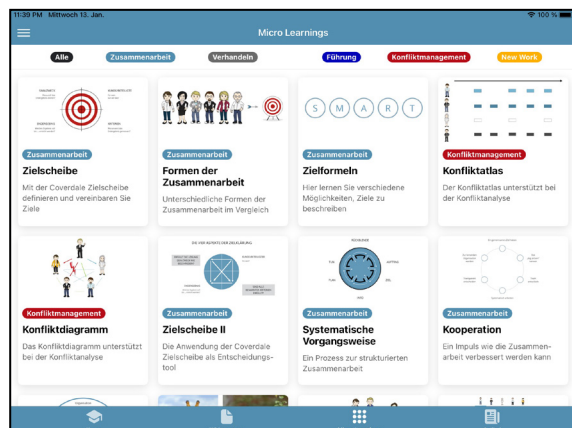 11:39 PM Mittwoch 13. Jan.
100 %
Micro Learnings
Alle
Zusammenarbeit
Verhandeln
Führung
Konfliktmanagement
New Work
S M A R T
Zusammenarbeit
Zielscheibe
Mit der Coverdale Zielscheibe
definieren und vereinbaren Sie
Ziele
Zusammenarbeit
Formen der
Zusammenarbeit
Unterschiedliche Formen der
Zusammenarbeit im Vergleich
Zusammenarbeit
Zielformeln
Hier lernen Sie verschiedene
Möglichkeiten, Ziele zu
beschreiben
Konfliktmanagement
Konfliktatlas
Der Konfliktatlas unterstützt bei
der Konfliktanalyse
Konfliktmanagement
Konfliktdiagramm
Das Konfliktdiagramm unterstützt
bei der Konfliktanalyse
Zusammenarbeit
Zielscheibe II
Die Anwendung der Coverdale
Zielscheibe als Entscheidungs-
tool
Zusammenarbeit
Systematische
Vorgangsweise
Ein Prozess zur strukturierten
Zusammenarbeit
Zusammenarbeit
Kooperation
Ein Impuls wie die Zusammen-
arbeit verbessert werden kann